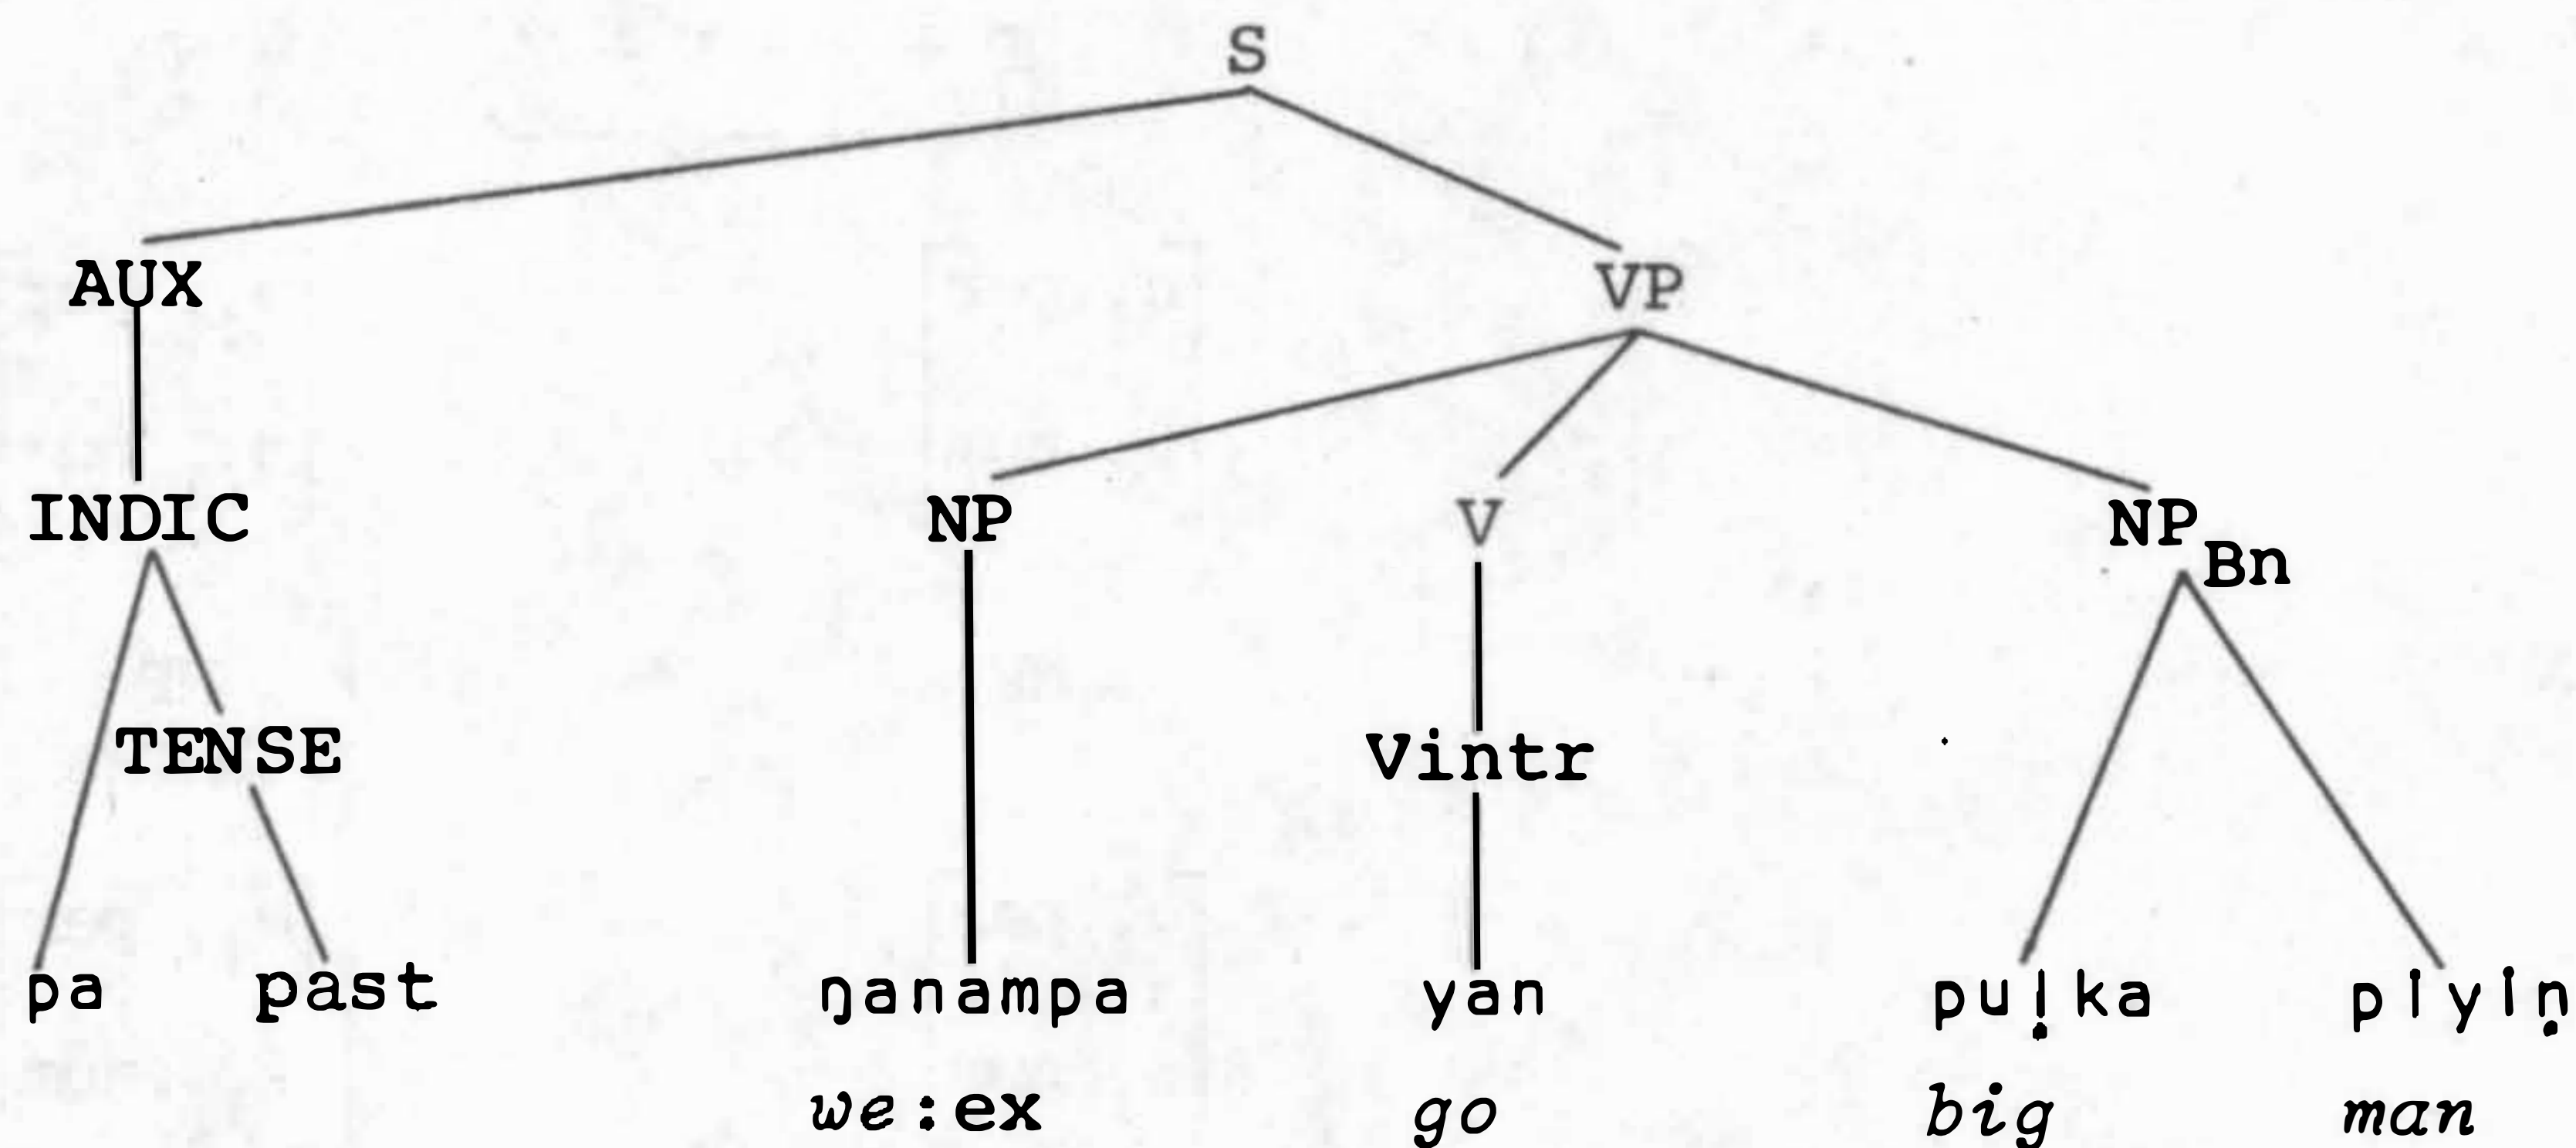 S
AUX VP
INDIC NP V NP Bn
TENSE Vintr
pa past ŋanampa yan puḷka piyiṇ
we:ex go big man